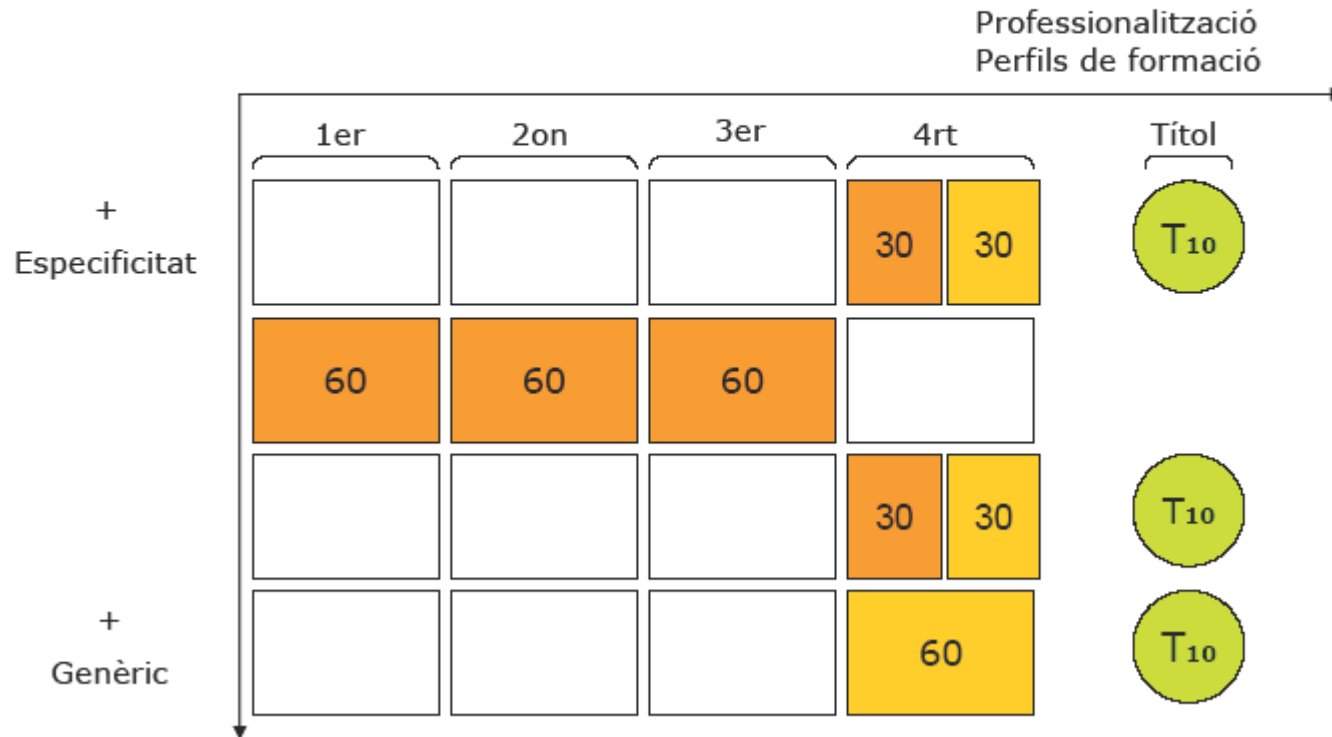 Professionalització
Perfils de formació
1er 2on 3er 4rt Títol
+
Especificitat
30 30 T10
60 60 60
30 30 T10
+
Genèric
60 T10